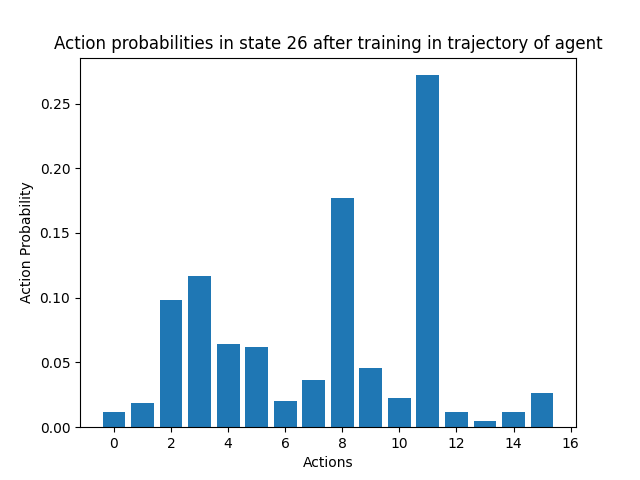 Action probabilities in state 26 after training in trajectory of agent
0.25
0.20
0.15
0.10
0.05
0.00
Action Probability
0 2 4 6 8 10 12 14 16
Actions